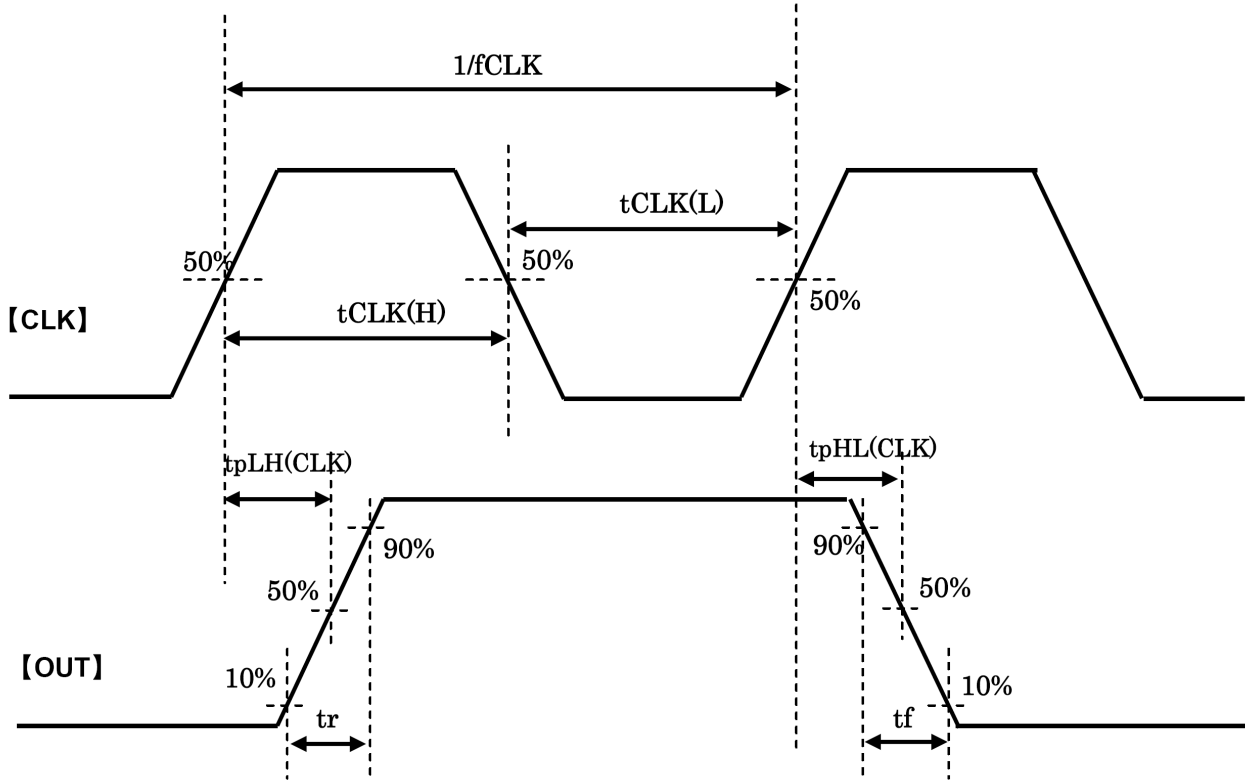 1/fCLK
tCLK(L)
50%
50%
50%
tCLK(H)
【CLK】
tpLH(CLK)
tpHL(CLK)
90%
90%
50%
50%
【OUT】
10%
10%
tr
tf